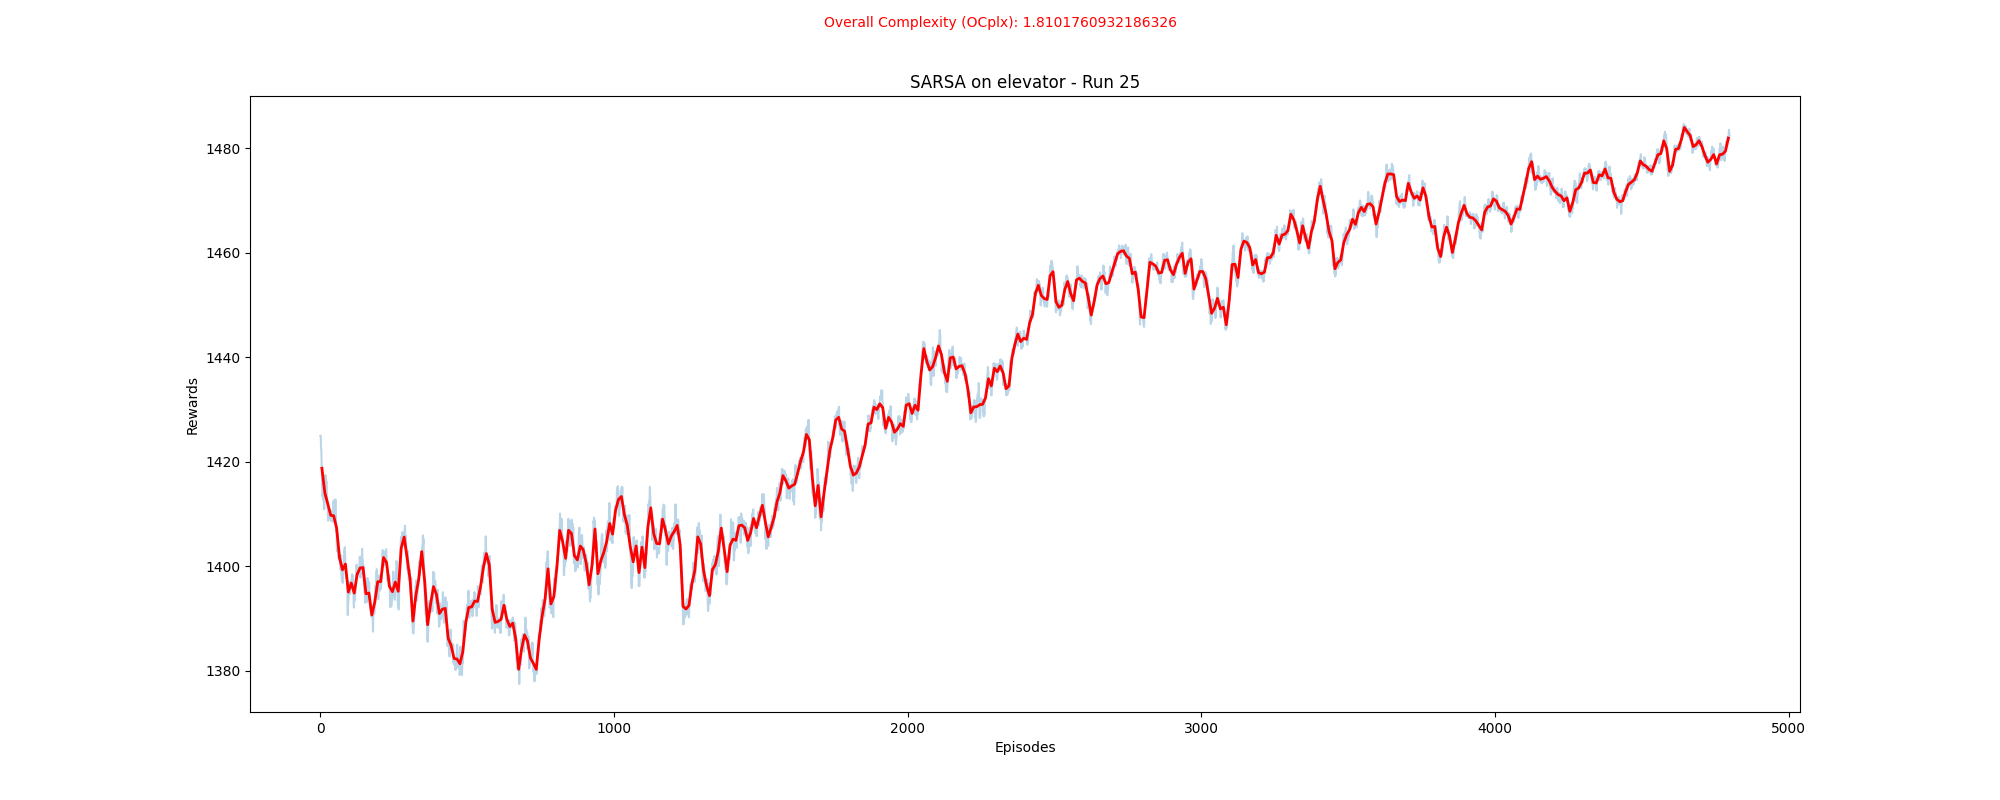 Overall Complexity (OCplx): 1.8101760932186326
SARSA on elevator - Run 25
1480
1460
1440
1420
1400
1380
Rewards
0 1000 2000 3000 4000 5000
Episodes